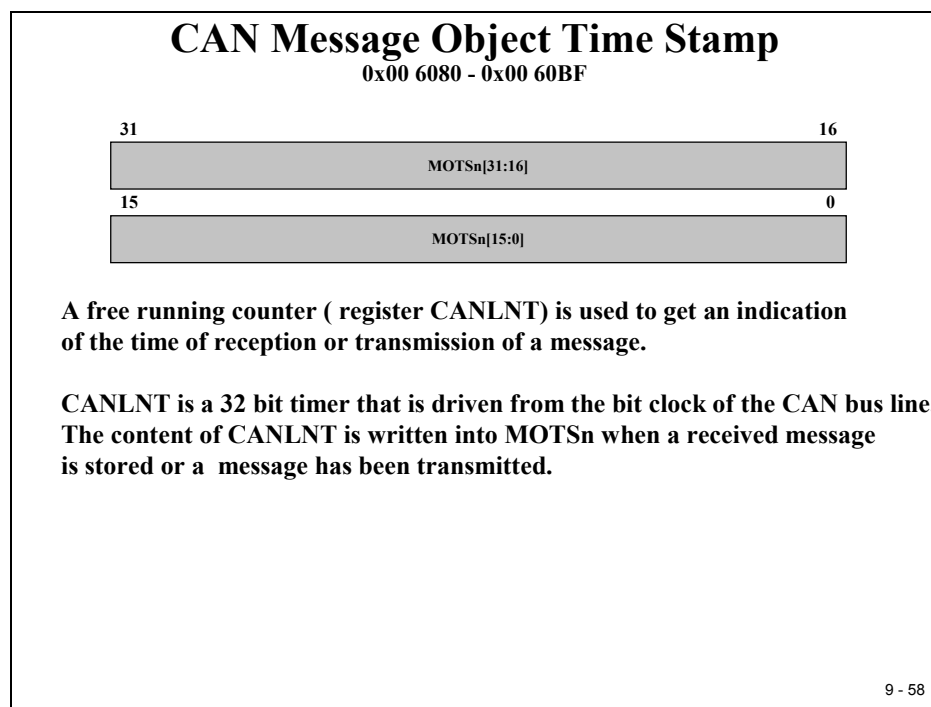 CAN Message Object Time Stamp
0x00 6080 - 0x00 60BF
31 16
MOTSn[31:16]
15 0
MOTSn[15:0]
A free running counter ( register CANLNT) is used to get an indication
of the time of reception or transmission of a message.
CANLNT is a 32 bit timer that is driven from the bit clock of the CAN bus line
The content of CANLNT is written into MOTSn when a received message
is stored or a message has been transmitted.
9 - 58